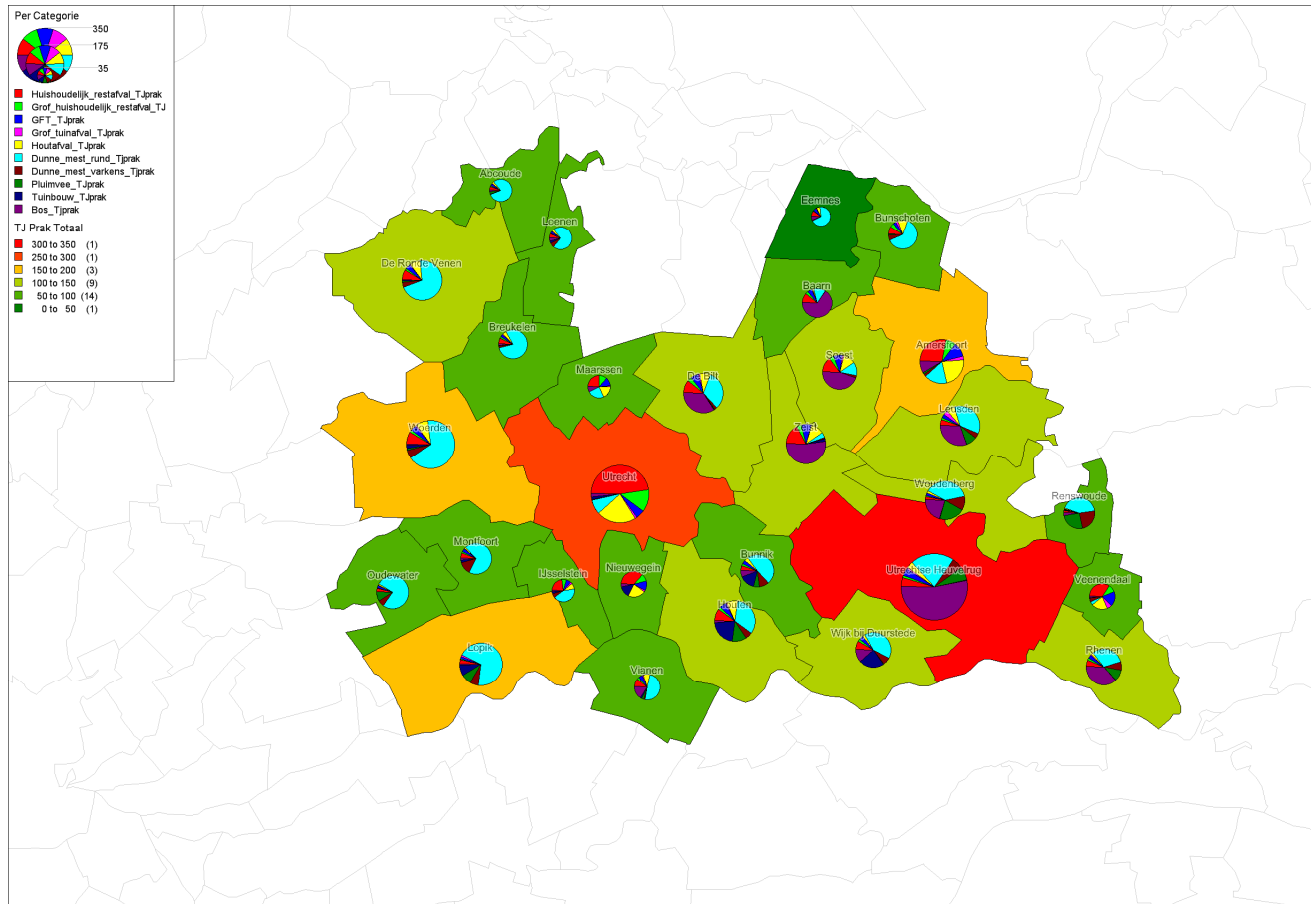 Per Categorie
350
175
35
Huishoudelijk_restafval_TJprak
Grof_huishoudelijk_restafval_TJ
GFT_TJprak
Grof_tuinafval_TJprak
Houtafval_TJprak
Dunne_mest_rund_Tjprak
Dunne_mest_varkens_Tjprak
Pluimvee_TJprak
Tuinbouw_TJprak
Bos_Tjprak
TJ Prak Totaal
300 to 350 (1)
250 to 300 (1)
150 to 200 (3)
100 to 150 (9)
50 to 100 (14)
0 to 50 (1)
Abcoude
Eemnes
Loenen
Bunschoten
De Ronde Venen
Baarn
Breukelen
Amersfoort
Soest
Maarssen
De Bilt
Leusden
Woerden
Zeist
Utrecht
Woudenberg
Renswoude
Montfoort
Bunnik
Nieuwegein
IJsselstein
Utrechtse Heuvelrug
Oudewater
Veenendaal
Houten
Wijk bij Duurstede
Lopik
Rhenen
Vianen